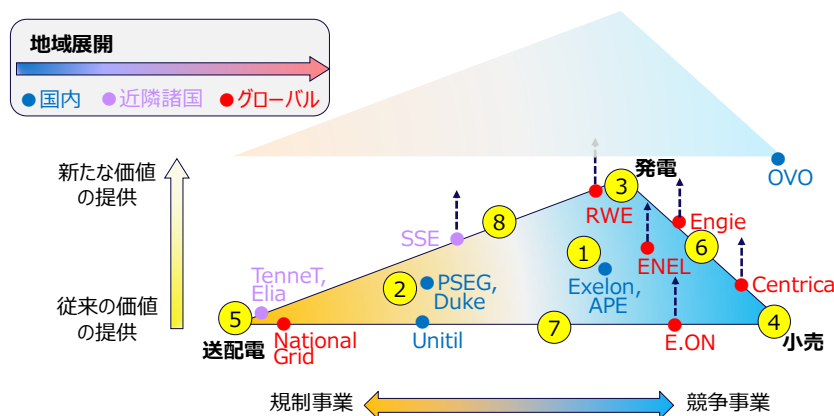 地域展開
国内
近隣諸国
グローバル
新たな価値
の提供
発電
OVO
3
RWE
Engie
8
SSE
6
1
ENEL
TenneT,
Elia
2
PSEG,
Duke
Exelon,
APE
Centrica
従来の価値
の提供
5
送配電
National
Grid
Unitil
7
E.ON
4
小売
規制事業
競争事業